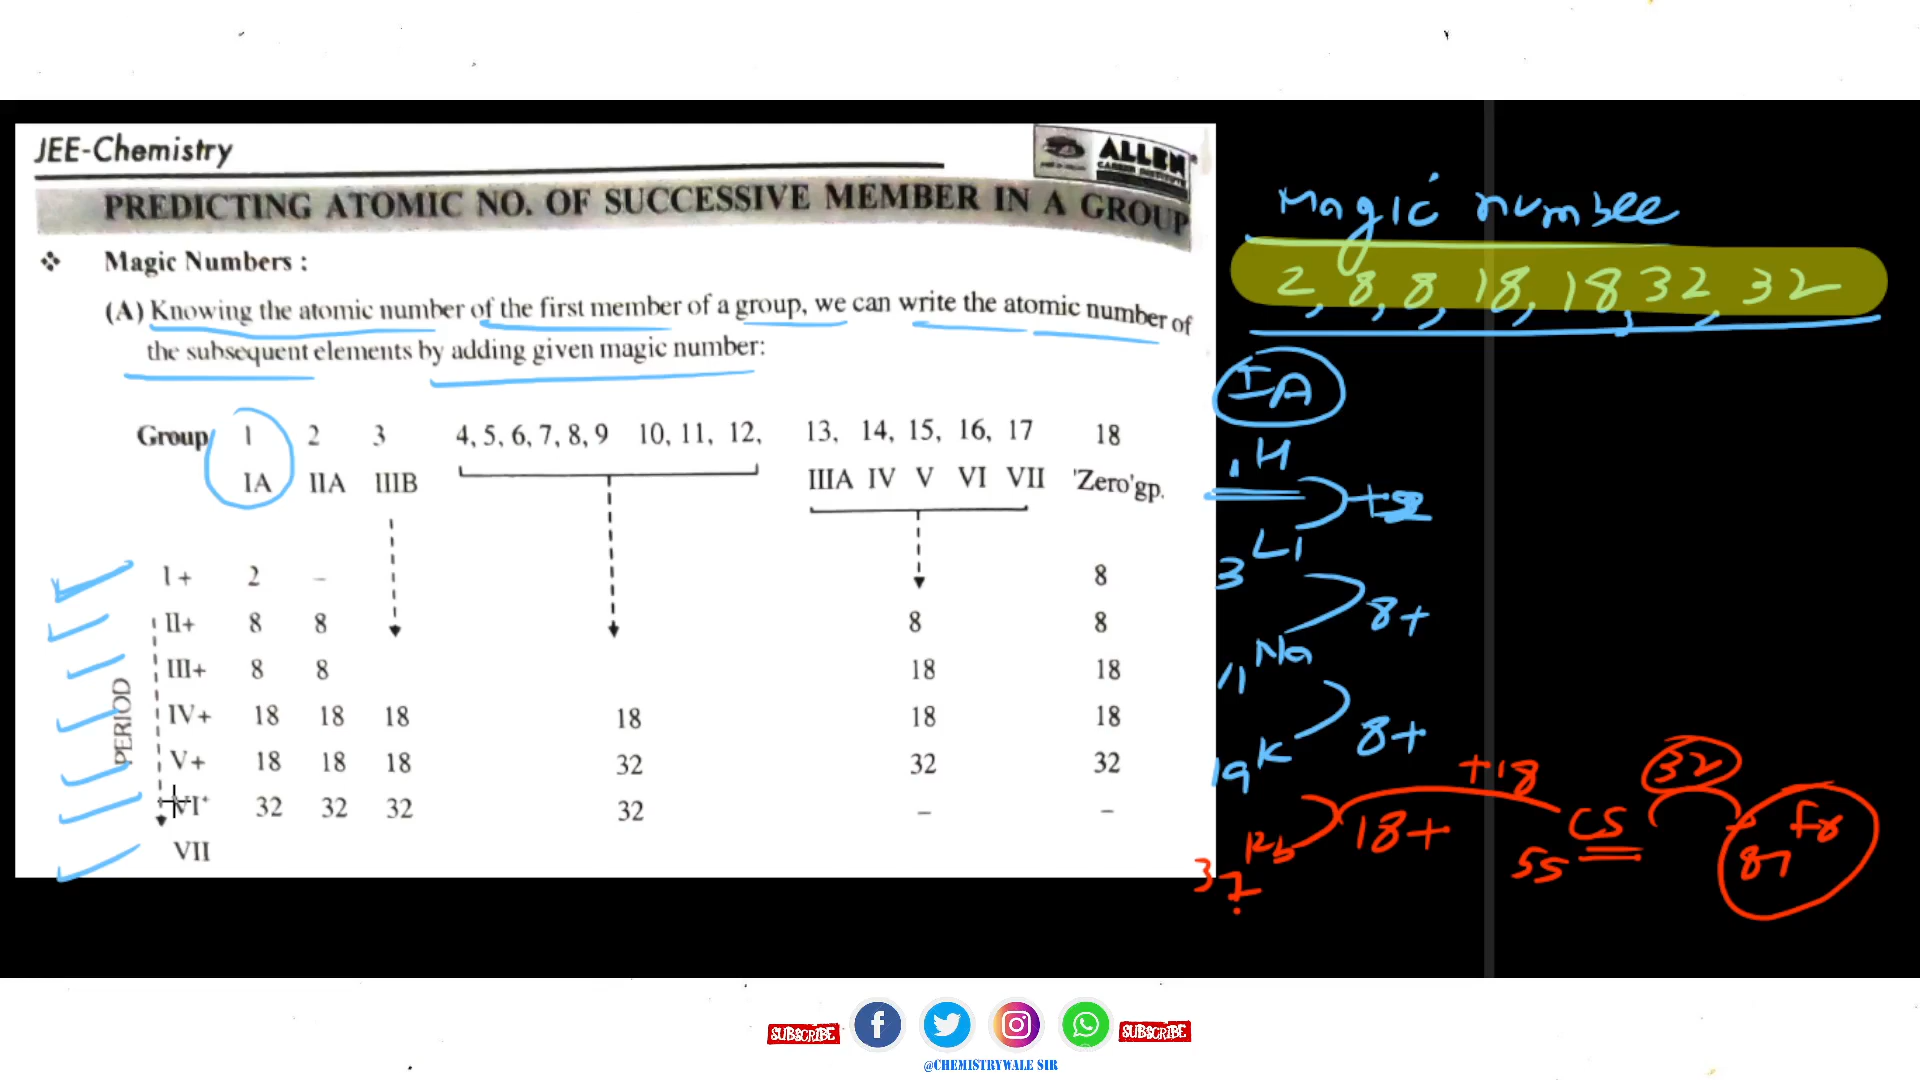 JEE-Chemistry
ALLEN
CAREER INSTITUTE
PREDICTING ATOMIC NO. OF SUCCESSIVE MEMBER IN A GROUP
❖ Magic Numbers :
(A) Knowing the atomic number of the first member of a group, we can write the atomic number of
the subsequent elements by adding given magic number:
Group 1 2 3 4, 5, 6, 7, 8, 9 10, 11, 12, 13, 14, 15, 16, 17 18
IA IIA IIIB IIIA IV V VI VII 'Zero'gp.
PERIOD
I+ 2 – 8
II+ 8 8 8 8
III+ 8 8 18 18
IV+ 18 18 18 18 18 18
V+ 18 18 18 32 32 32
VI+ 32 32 32 32 – –
VII
Magic number
2, 8, 8, 18, 18, 32, 32
IA
1H
+2
3Li
8+
11Na
8+
19K
18+
37Rb
+18
55Cs
32
87Fr
SUBSCRIBE
SUBSCRIBE
@CHEMISTRYWALE SIR